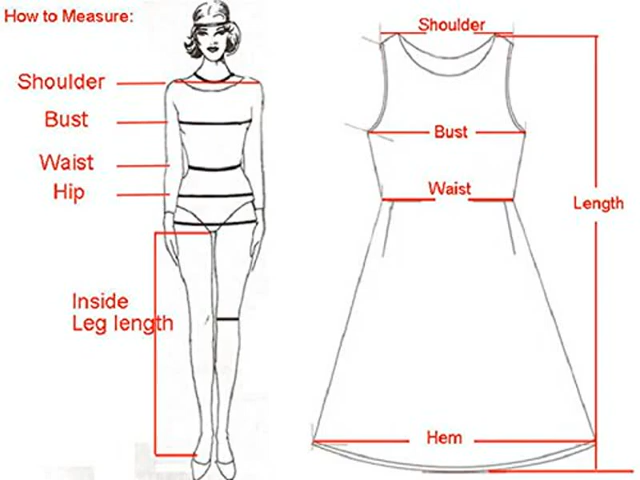 How to Measure:
Shoulder
Bust
Waist
Hip
Inside
Leg length
Shoulder
Bust
Waist
Length
Hem